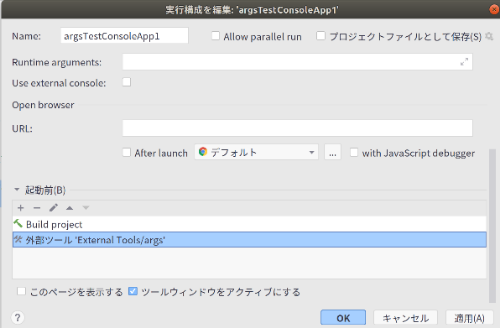 実行構成を編集: 'argsTestConsoleApp1'
Name: argsTestConsoleApp1 Allow parallel run プロジェクトファイルとして保存(S)
Runtime arguments:
Use external console:
Open browser
URL:
After launch デフォルト ... with JavaScript debugger
起動前(B)
Build project
外部ツール 'External Tools/args'
このページを表示する ツールウィンドウをアクティブにする
? OK キャンセル 適用(A)